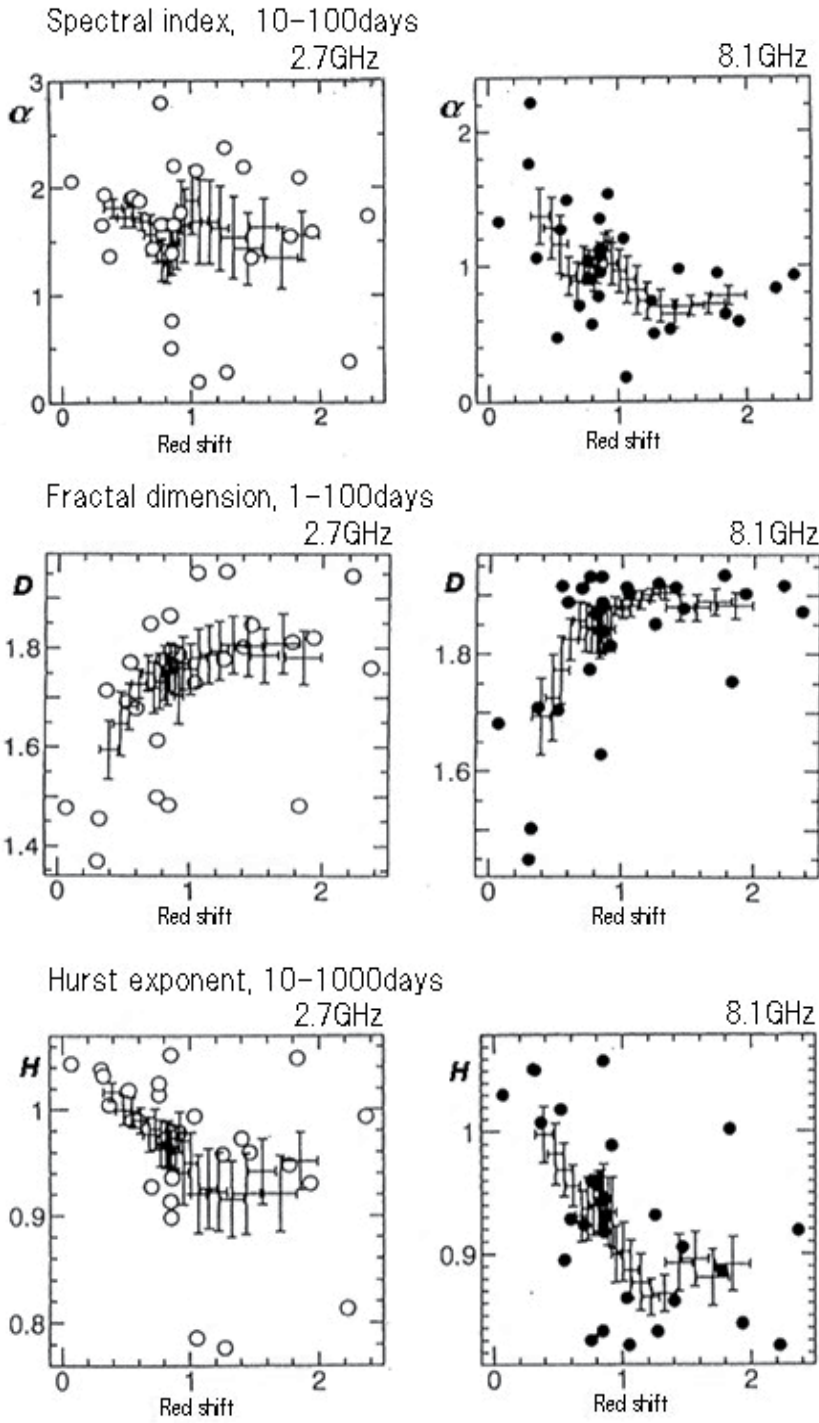 Spectral index, 10-100days
2.7GHz 8.1GHz
α
3
2
1
0
0 1 2
Red shift
α
2
1
0
0 1 2
Red shift
Fractal dimension, 1-100days
2.7GHz 8.1GHz
D
1.8
1.6
1.4
0 1 2
Red shift
D
1.8
1.6
0 1 2
Red shift
Hurst exponent, 10-1000days
2.7GHz 8.1GHz
H
1
0.9
0.8
0 1 2
Red shift
H
1
0.9
0 1 2
Red shift